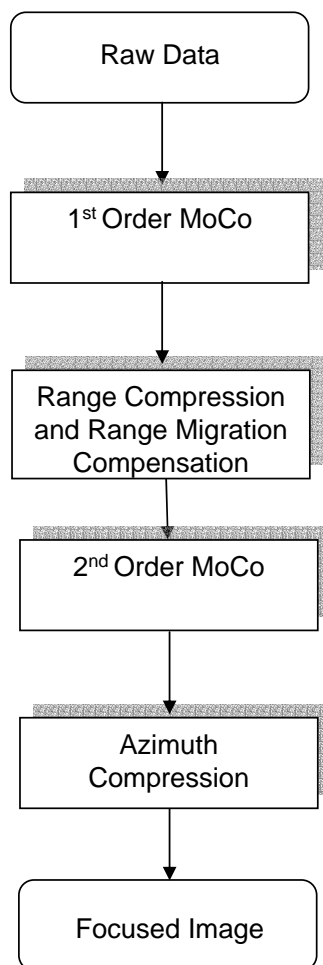 Raw Data
1st Order MoCo
Range Compression
and Range Migration
Compensation
2nd Order MoCo
Azimuth
Compression
Focused Image